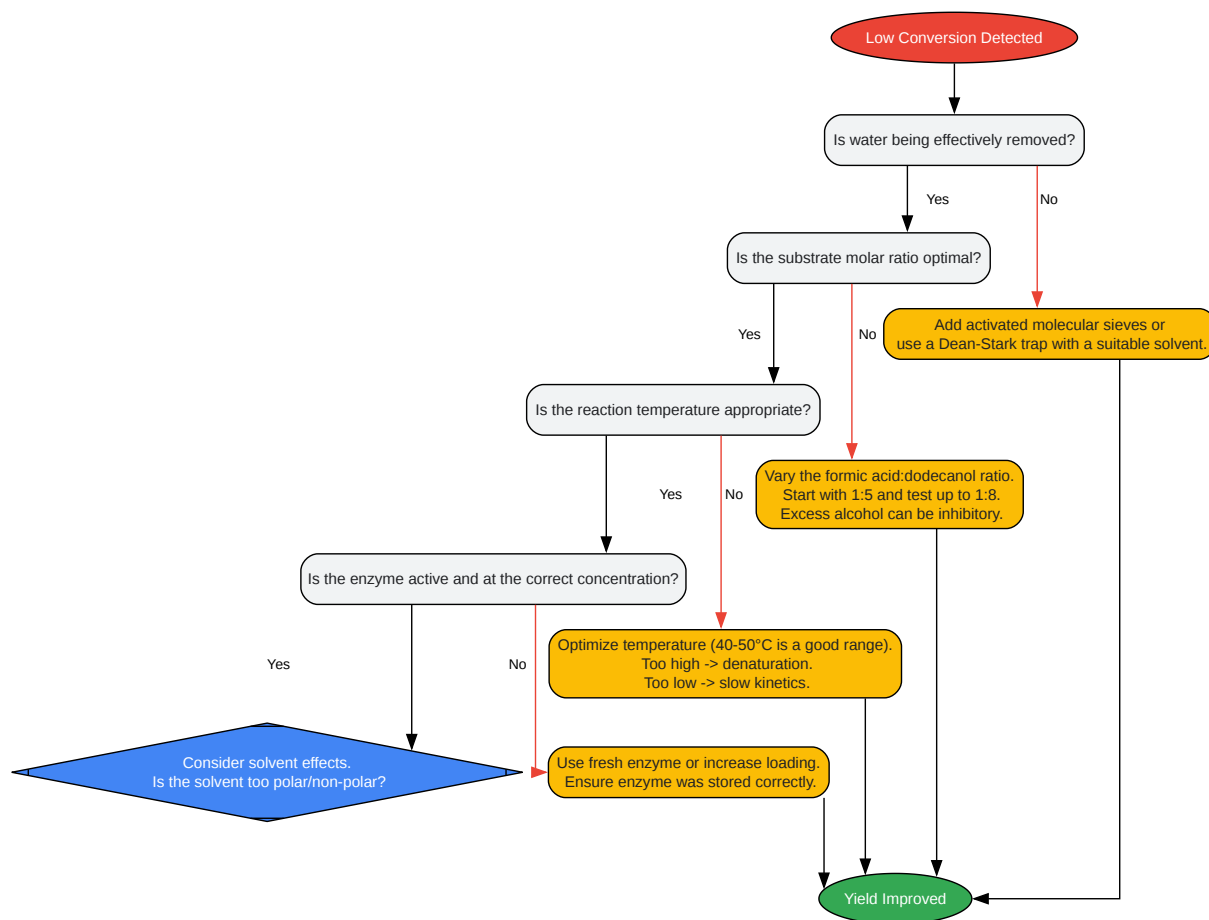 Low Conversion Detected
Is water being effectively removed?
Yes
No
Is the substrate molar ratio optimal?
Yes
No
Add activated molecular sieves or
use a Dean-Stark trap with a suitable solvent.
Is the reaction temperature appropriate?
Yes
No
Vary the formic acid:dodecanol ratio.
Start with 1:5 and test up to 1:8.
Excess alcohol can be inhibitory.
Is the enzyme active and at the correct concentration?
Yes
No
Optimize temperature (40-50°C is a good range).
Too high -> denaturation.
Too low -> slow kinetics.
Consider solvent effects.
Is the solvent too polar/non-polar?
Use fresh enzyme or increase loading.
Ensure enzyme was stored correctly.
Yield Improved